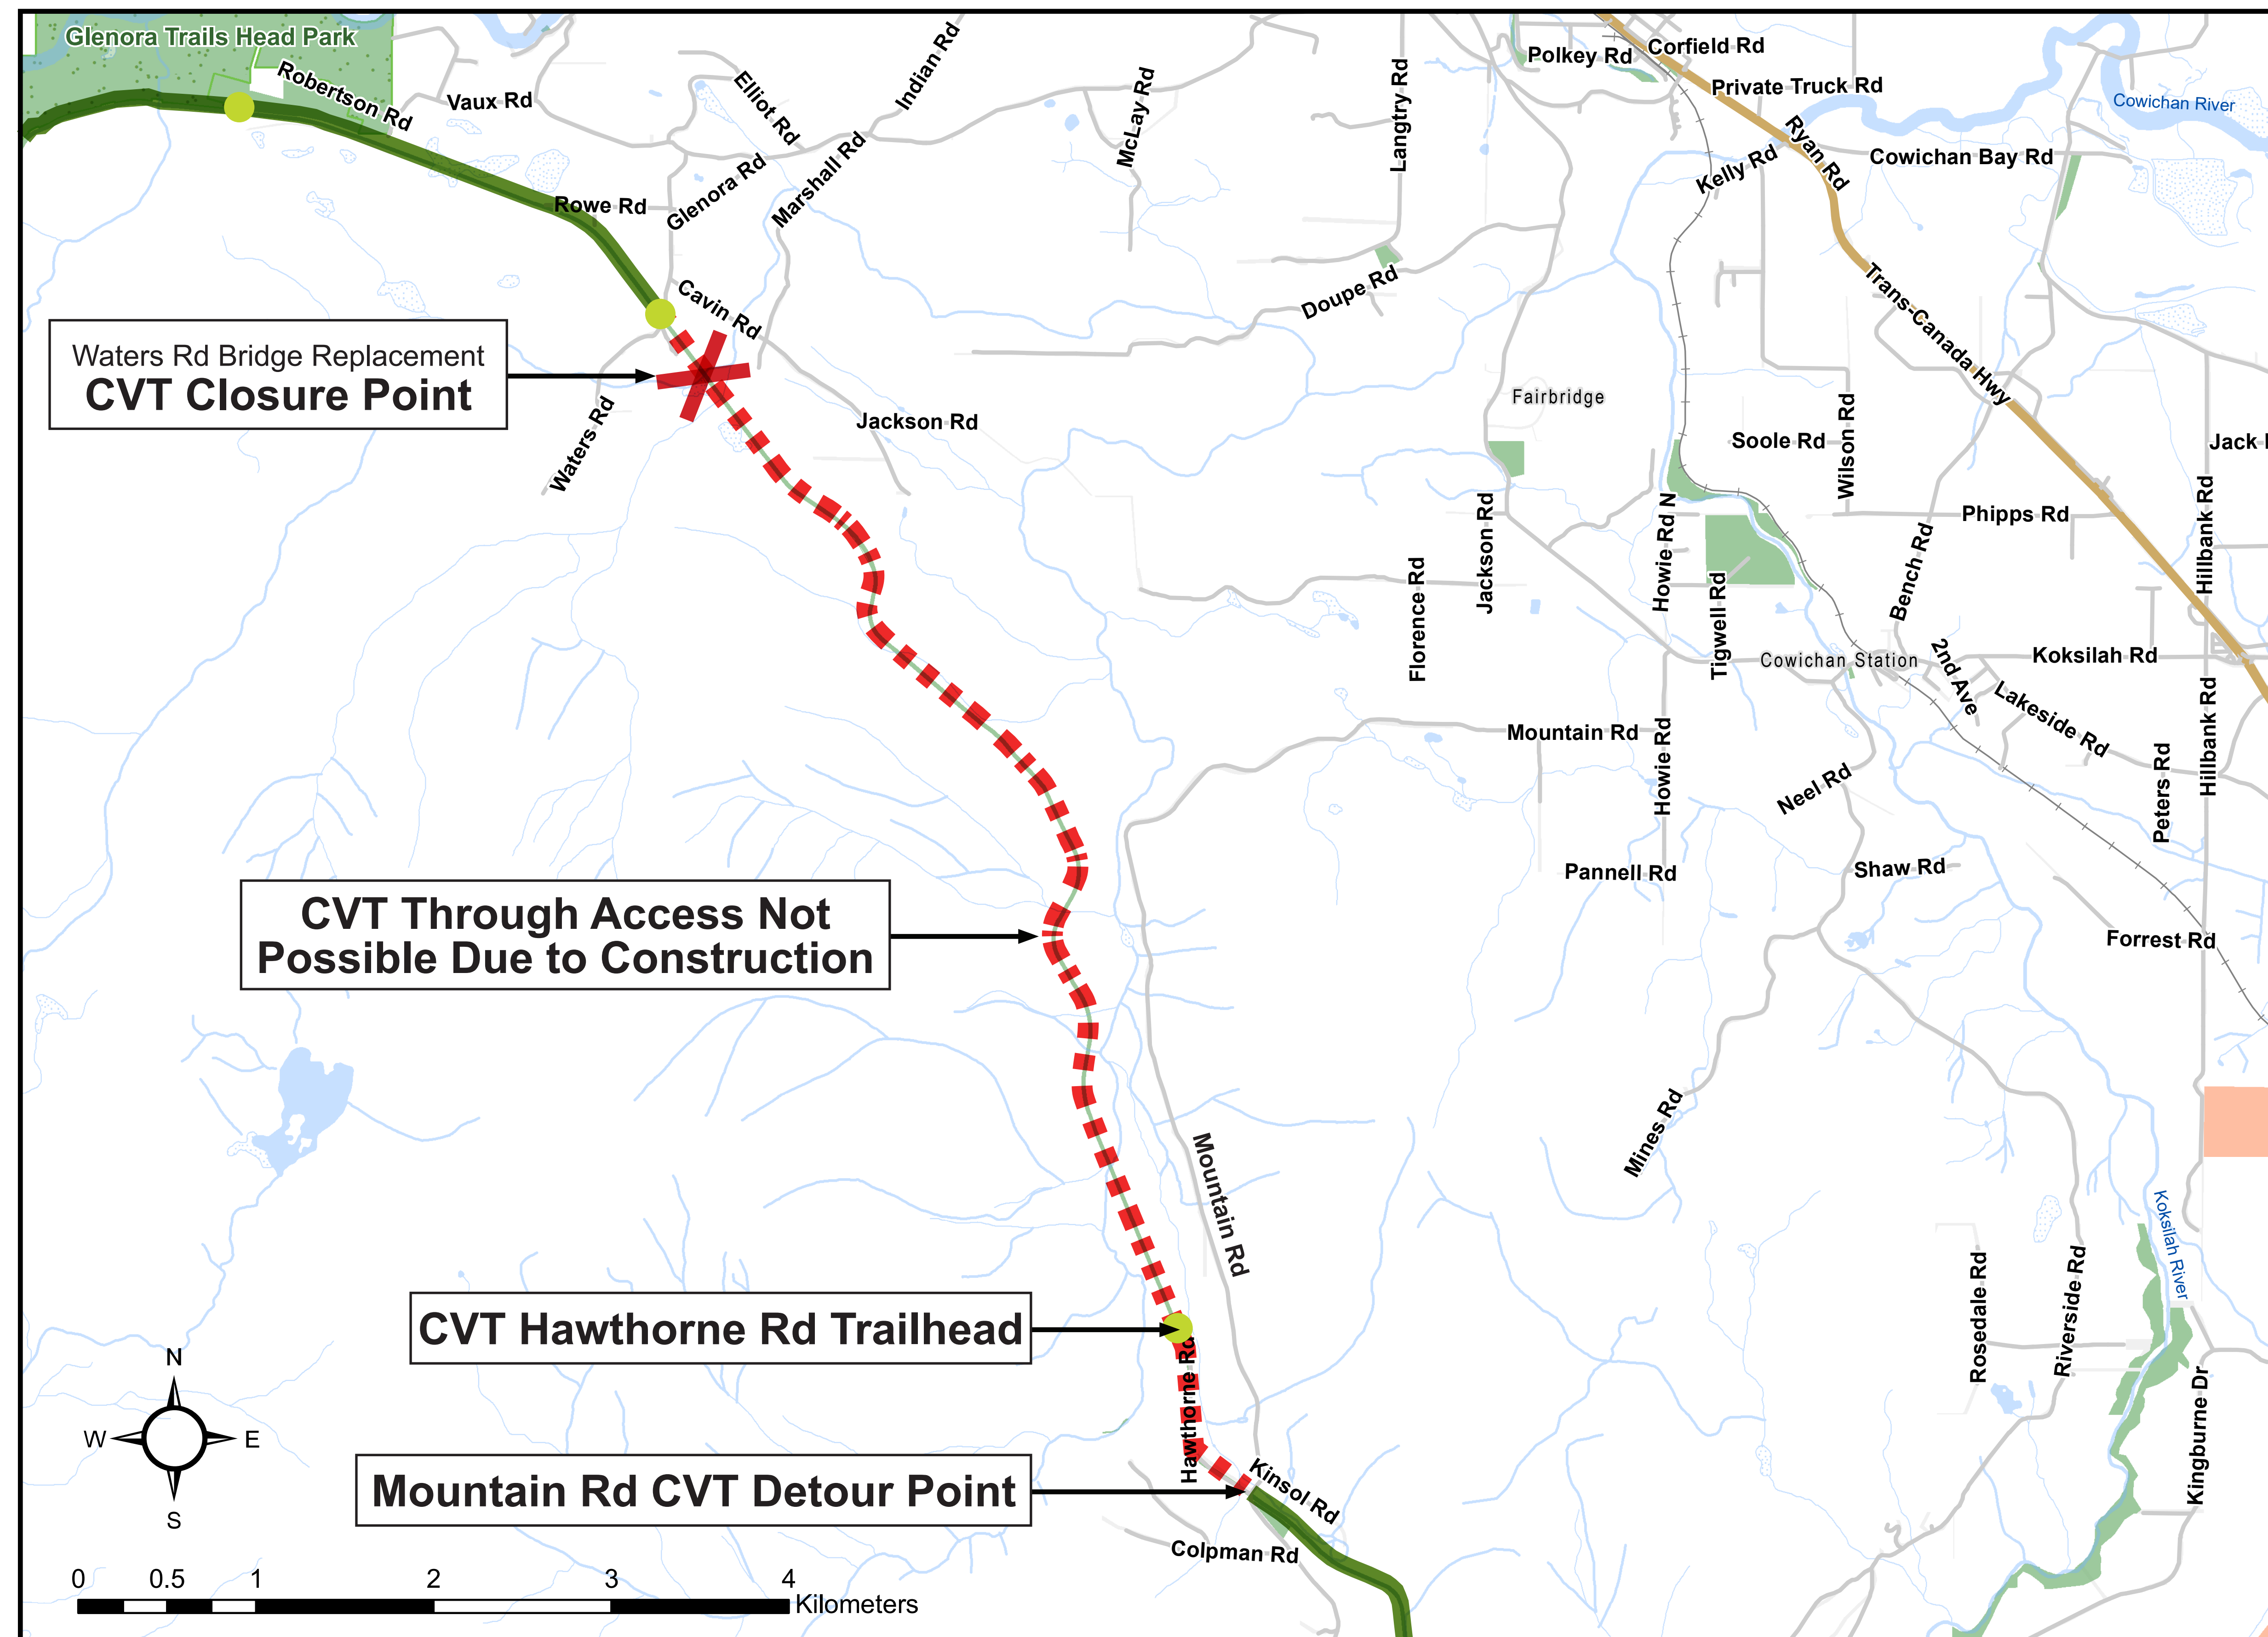 Glenora Trails Head Park
Robertson Rd
Vaux Rd
Elliot Rd
Indian Rd
McLay Rd
Langtry Rd
Polkey Rd
Corfield Rd
Private Truck Rd
Cowichan River
Ryan Rd
Kelly Rd
Cowichan Bay Rd
Rowe Rd
Glenora Rd
Marshall Rd
Doupe Rd
Trans-Canada Hwy
Cavin Rd
Waters Rd Bridge Replacement
CVT Closure Point
Waters Rd
Jackson Rd
Fairbridge
Soole Rd
Wilson Rd
Jack
Phipps Rd
Hillbank Rd
Jackson Rd
Howie Rd N
Bench Rd
Florence Rd
Tigwell Rd
Cowichan Station
2nd Ave
Koksilah Rd
Lakeside Rd
Hillbank Rd
Mountain Rd
Howie Rd
Neel Rd
Peters Rd
Pannell Rd
Shaw Rd
Forrest Rd
CVT Through Access Not
Possible Due to Construction
Mines Rd
Mountain Rd
Koksilah River
Rosedale Rd
Riverside Rd
CVT Hawthorne Rd Trailhead
Hawthorne Rd
Kingburne Dr
N
W
E
S
Mountain Rd CVT Detour Point
Kinsol Rd
Colpman Rd
0 0.5 1 2 3 4
Kilometers